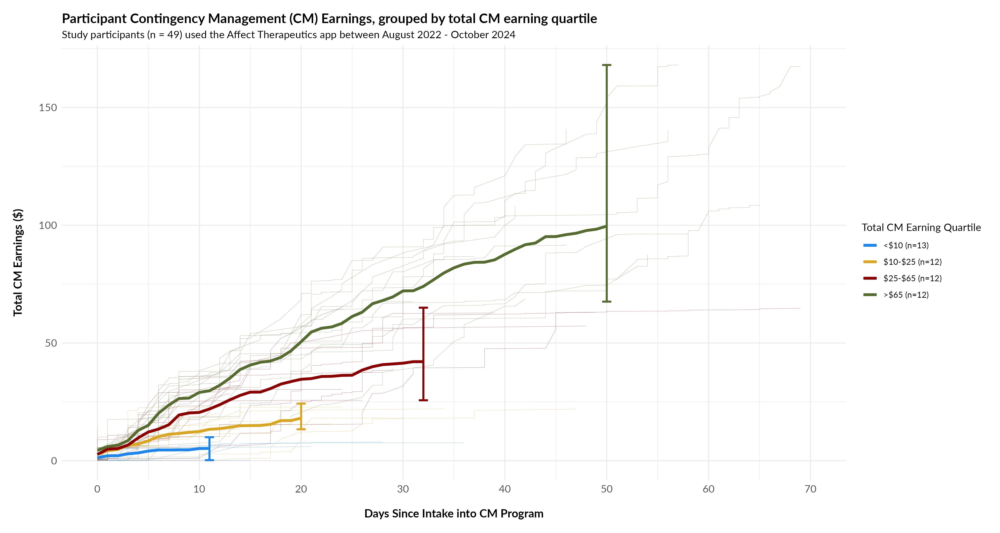 Participant Contingency Management (CM) Earnings, grouped by total CM earning quartile
Study participants (n = 49) used the Affect Therapeutics app between August 2022 - October 2024
Total CM Earnings ($)
150
100
50
0
0 10 20 30 40 50 60 70
Days Since Intake into CM Program
Total CM Earning Quartile
<$10 (n=13)
$10-$25 (n=12)
$25-$65 (n=12)
>$65 (n=12)